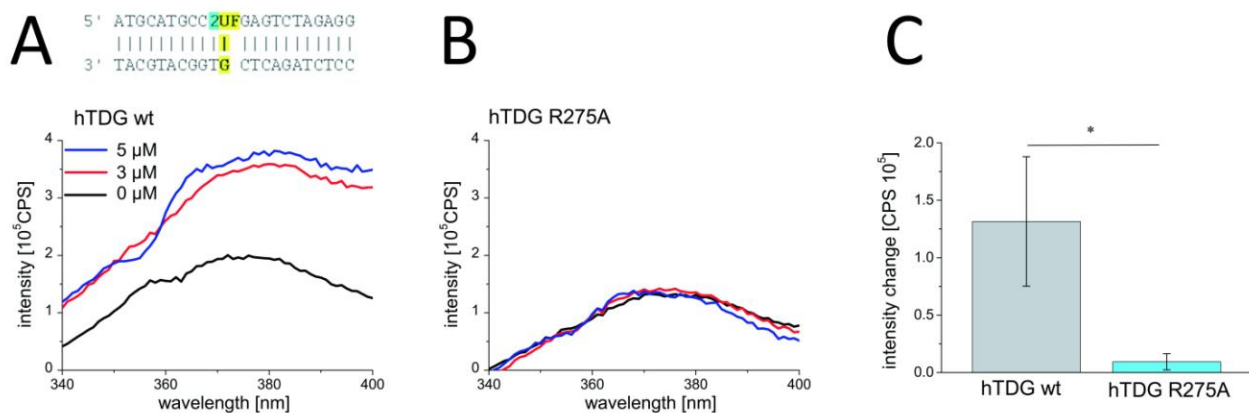 A
5' ATGCATGCC2UFGAGTCTAGAGG
3' TACGTACGGTG CTCAGATCTCC
hTDG wt
5 µM
3 µM
0 µM
4
3
2
1
0
340 360 380 400
intensity [10⁵CPS]
wavelength [nm]
B
hTDG R275A
4
3
2
1
0
340 360 380 400
intensity [10⁵CPS]
wavelength [nm]
C
*
2.0
1.5
1.0
0.5
0.0
intensity change [CPS 10⁵]
hTDG wt hTDG R275A